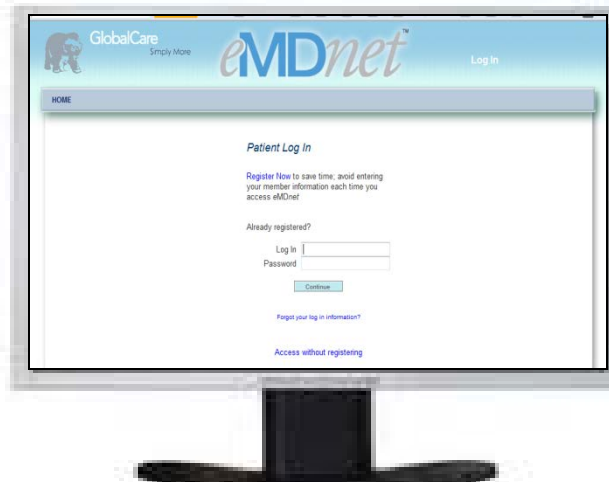 GlobalCare
Simply More
eMDnet™
Log In
HOME
Patient Log In
Register Now to save time; avoid entering
your member information each time you
access eMDnet
Already registered?
Log In
Password
Continue
Forgot your log in information?
Access without registering